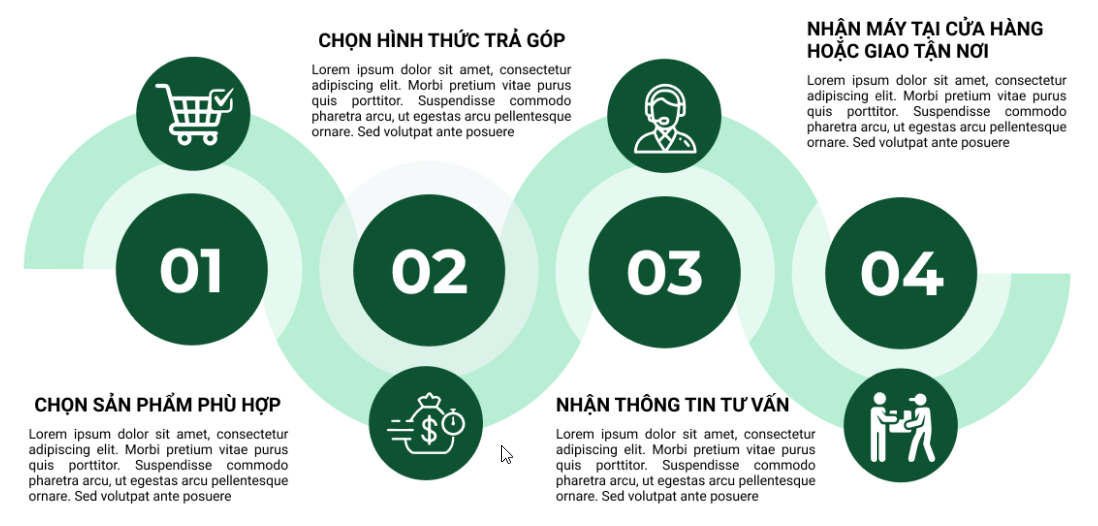 01
CHỌN SẢN PHẨM PHÙ HỢP
Lorem ipsum dolor sit amet, consectetur
adipiscing elit. Morbi pretium vitae purus
quis porttitor. Suspendisse commodo
pharetra arcu, ut egestas arcu pellentesque
ornare. Sed volutpat ante posuere
CHỌN HÌNH THỨC TRẢ GÓP
Lorem ipsum dolor sit amet, consectetur
adipiscing elit. Morbi pretium vitae purus
quis porttitor. Suspendisse commodo
pharetra arcu, ut egestas arcu pellentesque
ornare. Sed volutpat ante posuere
02
$
03
NHẬN THÔNG TIN TƯ VẤN
Lorem ipsum dolor sit amet, consectetur
adipiscing elit. Morbi pretium vitae purus
quis porttitor. Suspendisse commodo
pharetra arcu, ut egestas arcu pellentesque
ornare. Sed volutpat ante posuere
NHẬN MÁY TẠI CỬA HÀNG
HOẶC GIAO TẬN NƠI
Lorem ipsum dolor sit amet, consectetur
adipiscing elit. Morbi pretium vitae purus
quis porttitor. Suspendisse commodo
pharetra arcu, ut egestas arcu pellentesque
ornare. Sed volutpat ante posuere
04